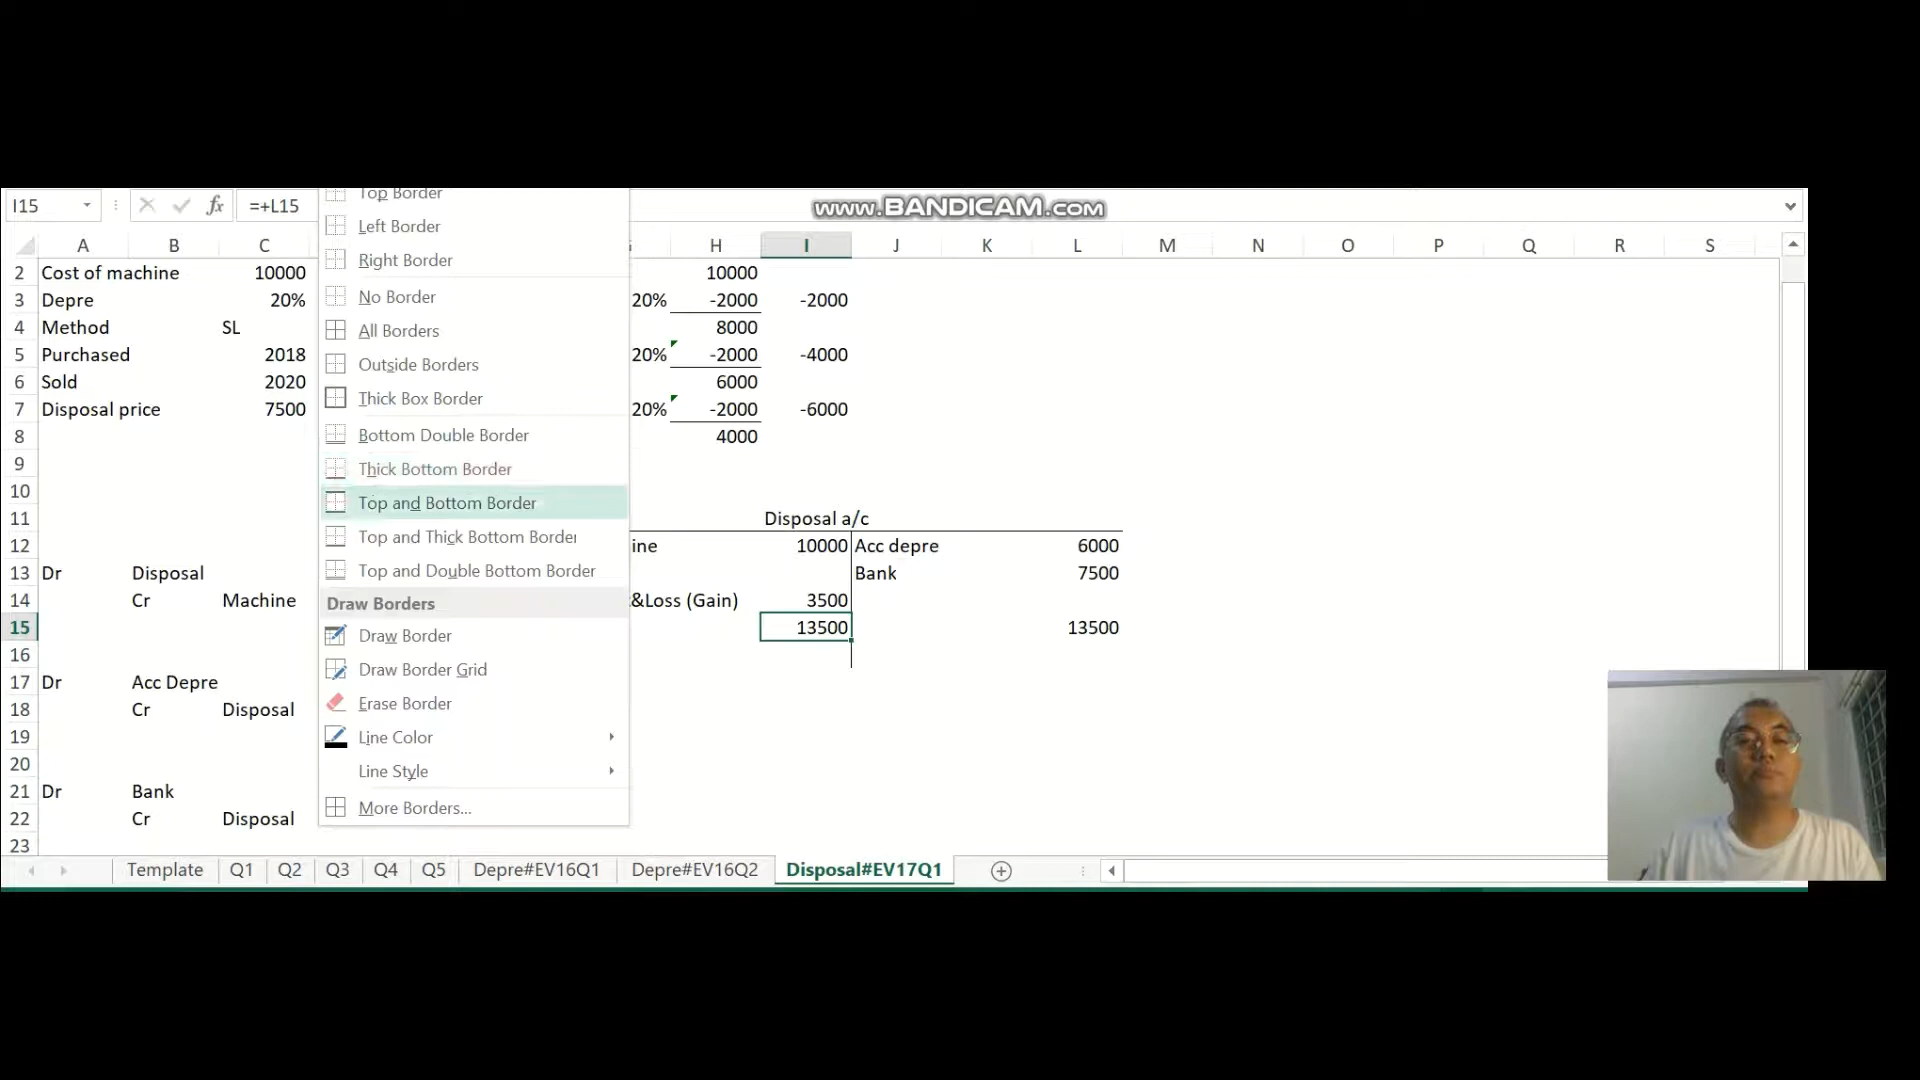 I15 fx =+L15 www.BANDICAM.com
A B C H I J K L M N O P Q R S
Top Border
Left Border
Right Border
No Border
All Borders
Outside Borders
Thick Box Border
Bottom Double Border
Thick Bottom Border
Top and Bottom Border
Top and Thick Bottom Border
Top and Double Bottom Border
Draw Borders
Draw Border
Draw Border Grid
Erase Border
Line Color
Line Style
More Borders...
2 Cost of machine 10000 10000
3 Depre 20% 20% -2000 -2000
4 Method SL 8000
5 Purchased 2018 20% -2000 -4000
6 Sold 2020 6000
7 Disposal price 7500 20% -2000 -6000
8 4000
9
10
11 Disposal a/c
12 ine 10000 Acc depre 6000
13 Dr Disposal Bank 7500
14 Cr Machine &Loss (Gain) 3500
15 13500 13500
16
17 Dr Acc Depre
18 Cr Disposal
19
20
21 Dr Bank
22 Cr Disposal
23
Template Q1 Q2 Q3 Q4 Q5 Depre#EV16Q1 Depre#EV16Q2 Disposal#EV17Q1